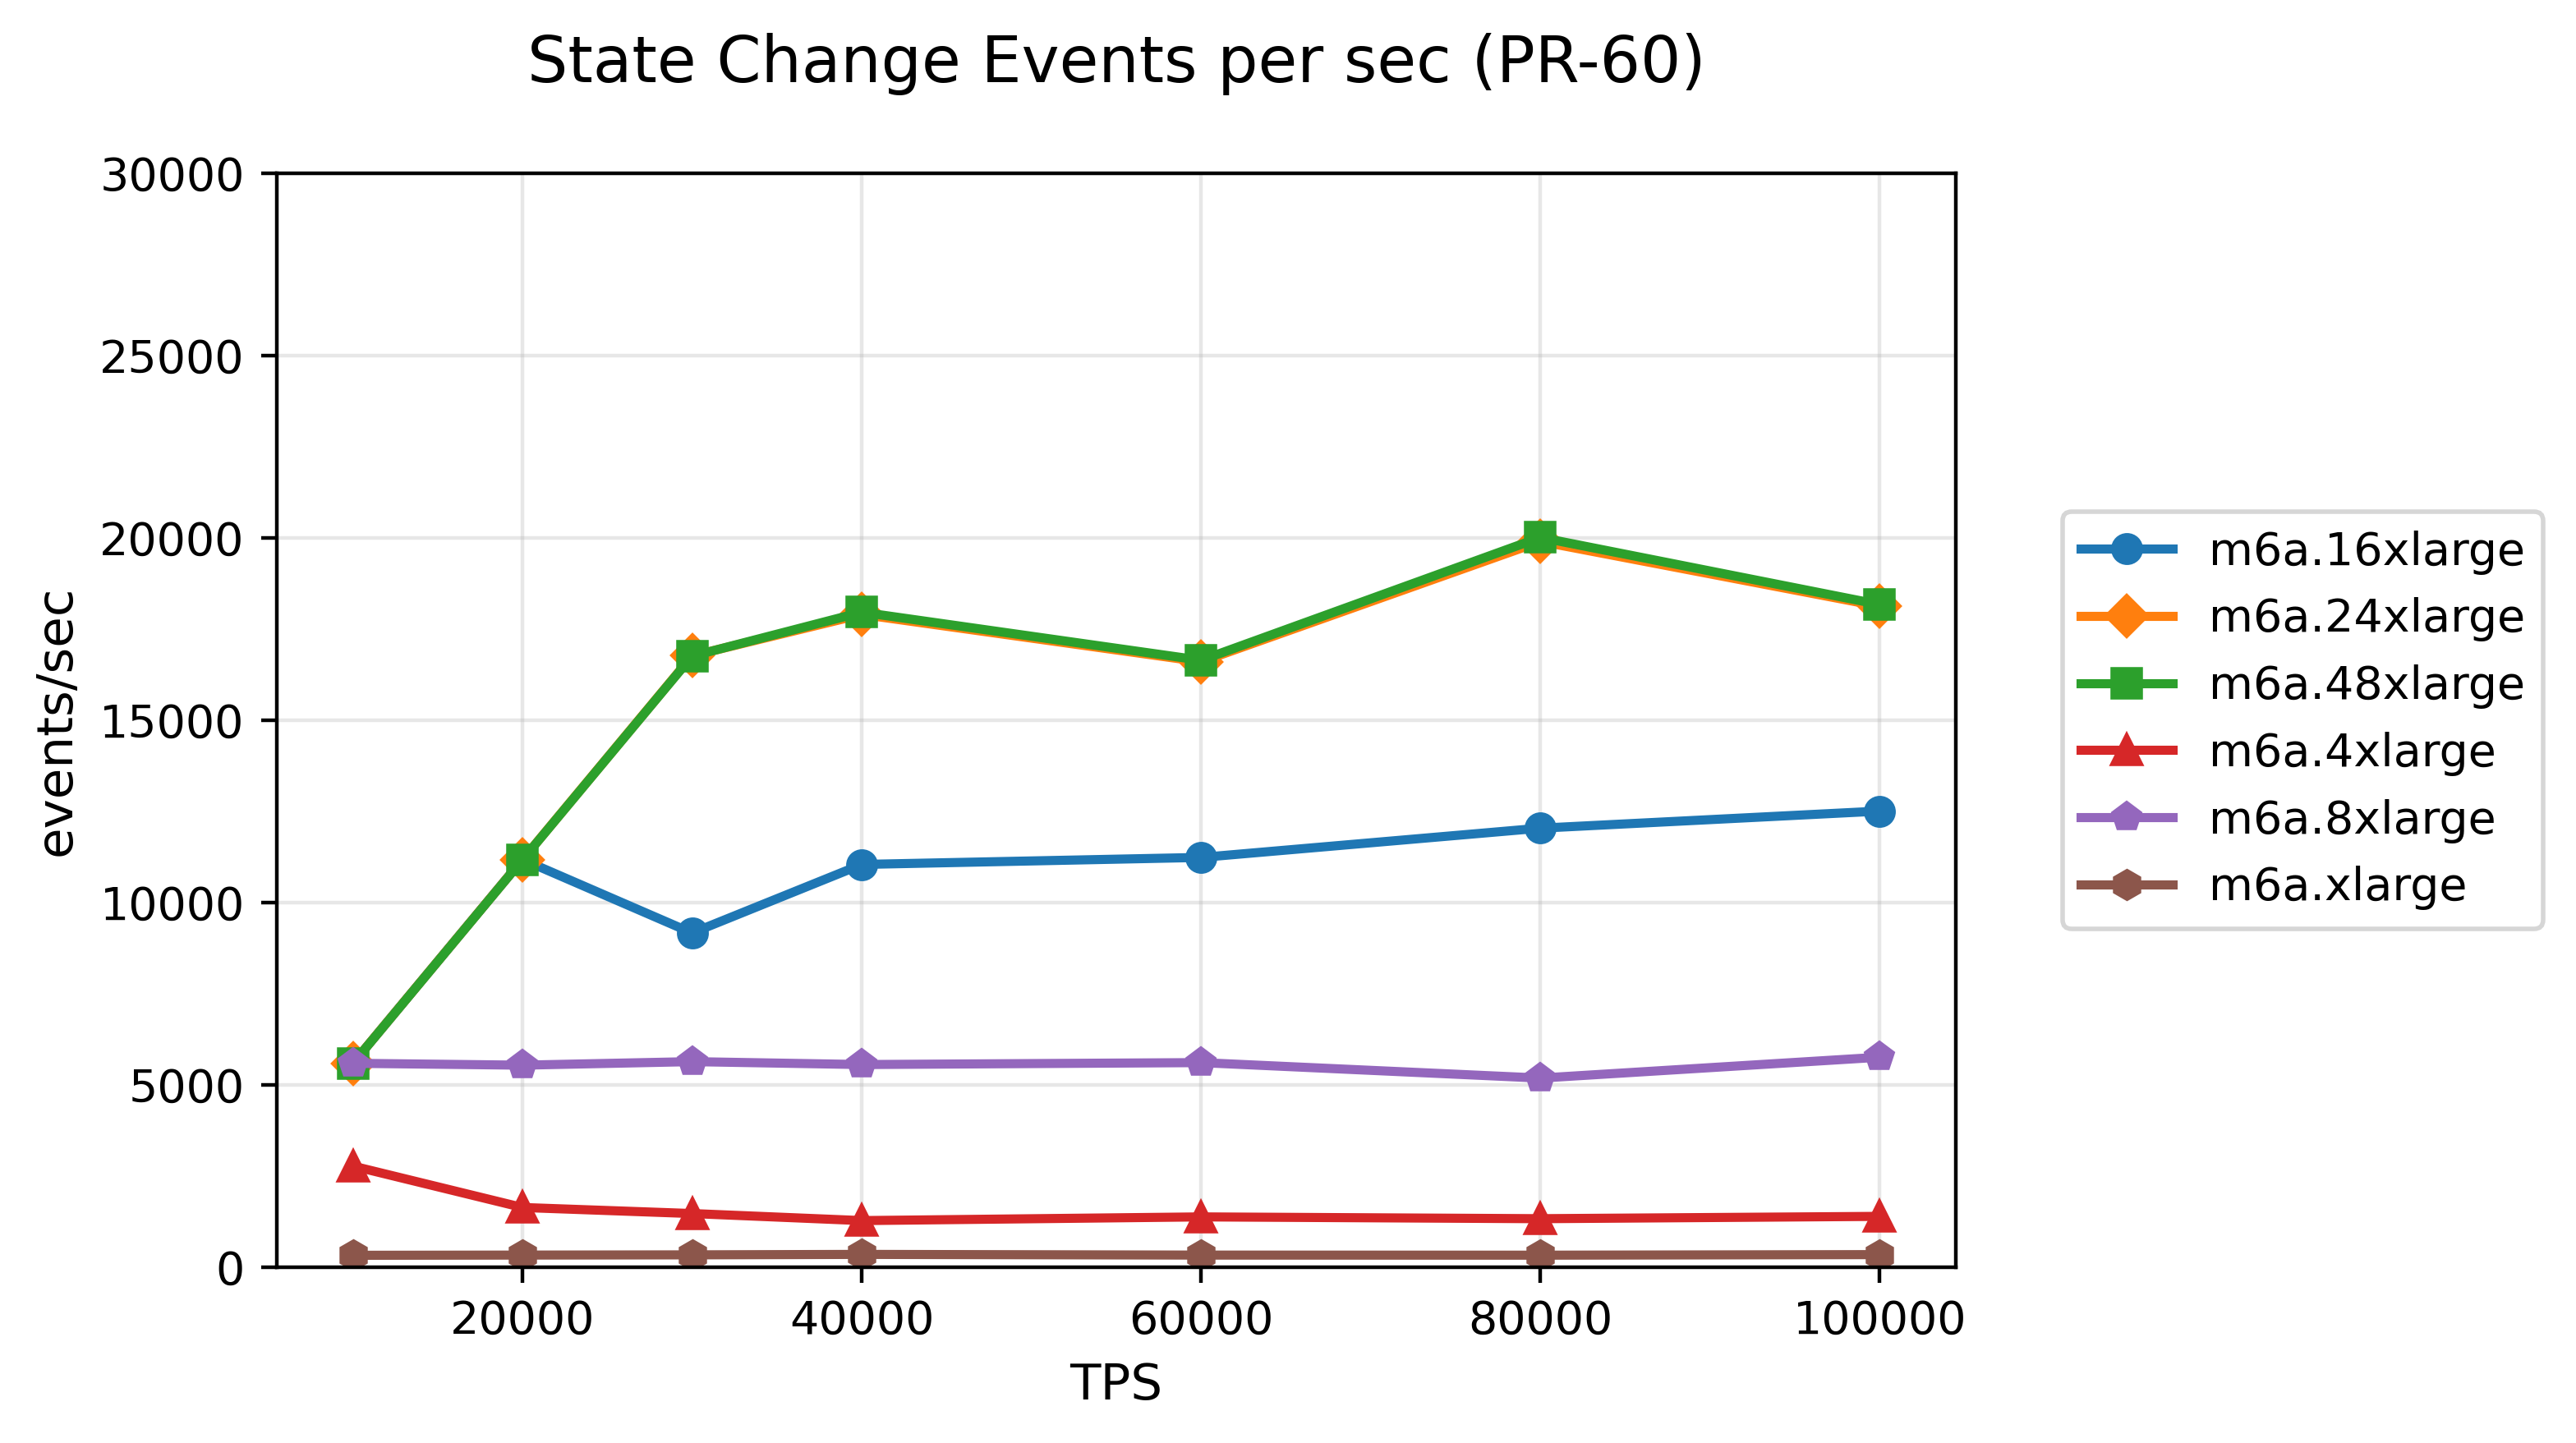 State Change Events per sec (PR-60)
30000
25000
20000
15000
10000
5000
0
events/sec
20000
40000
60000
80000
100000
TPS
m6a.16xlarge
m6a.24xlarge
m6a.48xlarge
m6a.4xlarge
m6a.8xlarge
m6a.xlarge